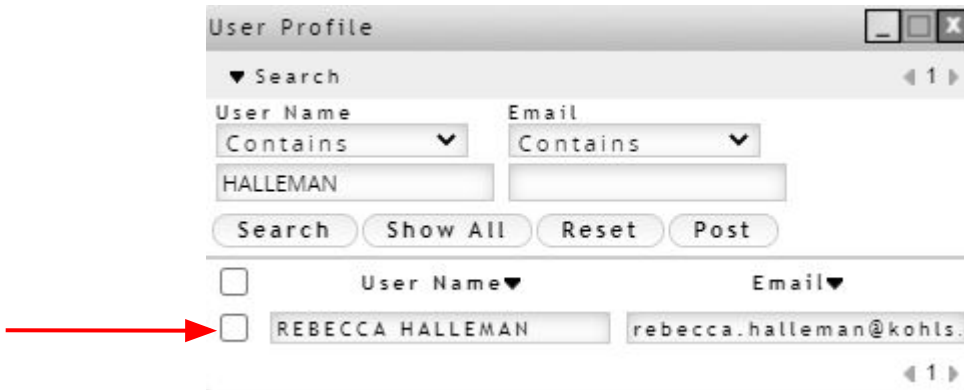 User Profile
_ X
▼ Search ◀ 1 ▶
User Name Email
Contains Contains
HALLEMAN
Search Show All Reset Post
User Name▼ Email▼
REBECCA HALLEMAN rebecca.halleman@kohls.
◀ 1 ▶